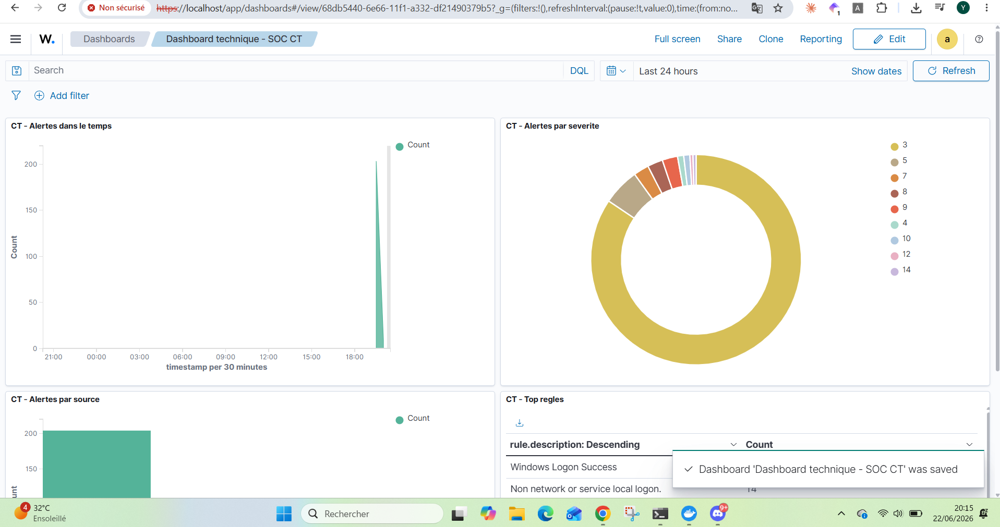 Non sécurisé
https://localhost/app/dashboards#/view/68db5440-6e66-11f1-a332-df21490379b5?_g=(filters:!(),refreshInterval:(pause:!t,value:0),time:(from:no...
1
A
Y
W.
Dashboards
Dashboard technique - SOC CT
Full screen
Share
Clone
Reporting
Edit
a
Search
DQL
Last 24 hours
Show dates
Refresh
Add filter
CT - Alertes dans le temps
Count
200
150
100
50
0
Count
21:00
00:00
03:00
06:00
09:00
12:00
15:00
18:00
timestamp per 30 minutes
CT - Alertes par severite
3
5
7
8
9
4
10
12
14
CT - Alertes par source
Count
200
150
CT - Top regles
rule.description: Descending
Count
Windows Logon Success
Non network or service local logon.
14
Dashboard 'Dashboard technique - SOC CT' was saved
4
32°C
Ensoleillé
Rechercher
9+
20:15
22/06/2026